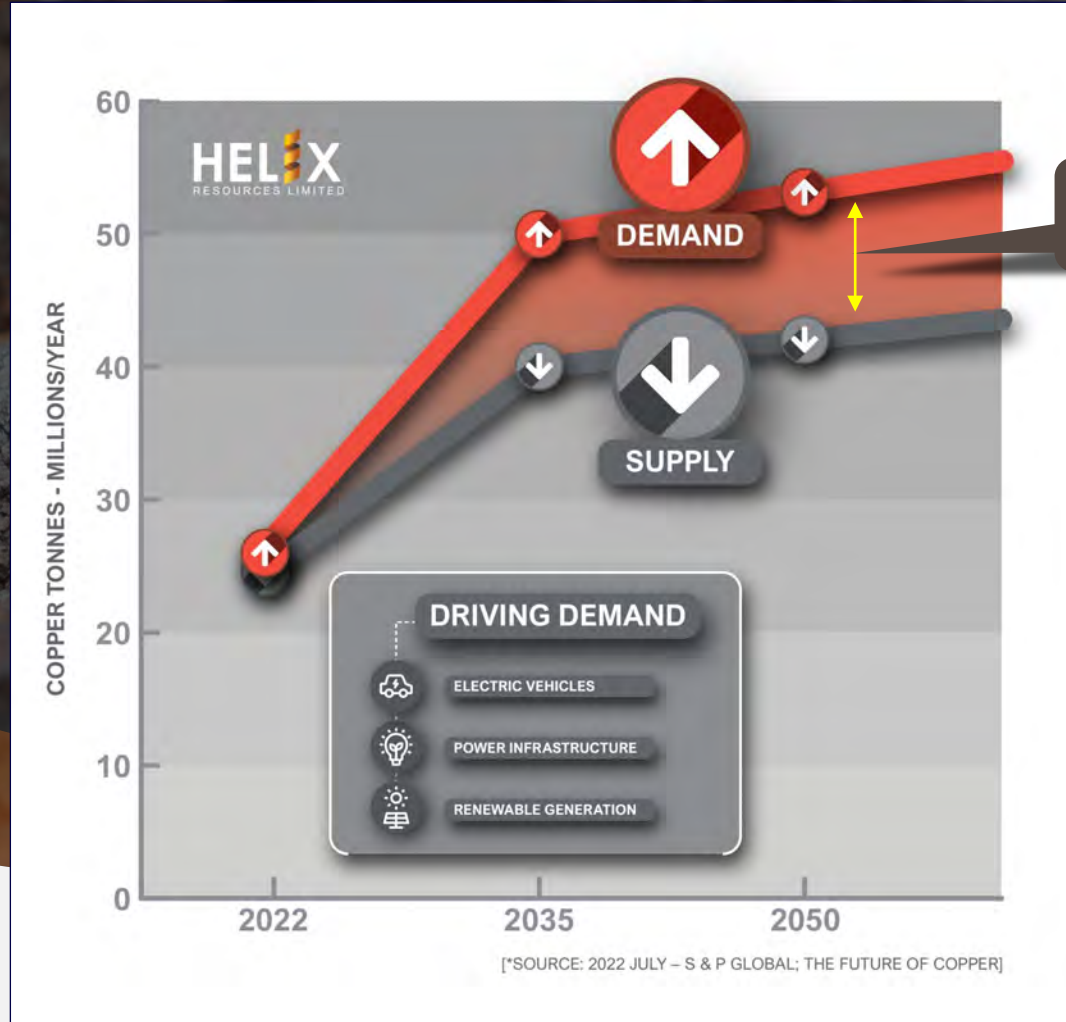 60
50
40
30
20
10
0
COPPER TONNES - MILLIONS/YEAR
HELIX
RESOURCES LIMITED
DEMAND
SUPPLY
DRIVING DEMAND
ELECTRIC VEHICLES
POWER INFRASTRUCTURE
RENEWABLE GENERATION
2022 2035 2050
[*SOURCE: 2022 JULY – S & P GLOBAL; THE FUTURE OF COPPER]